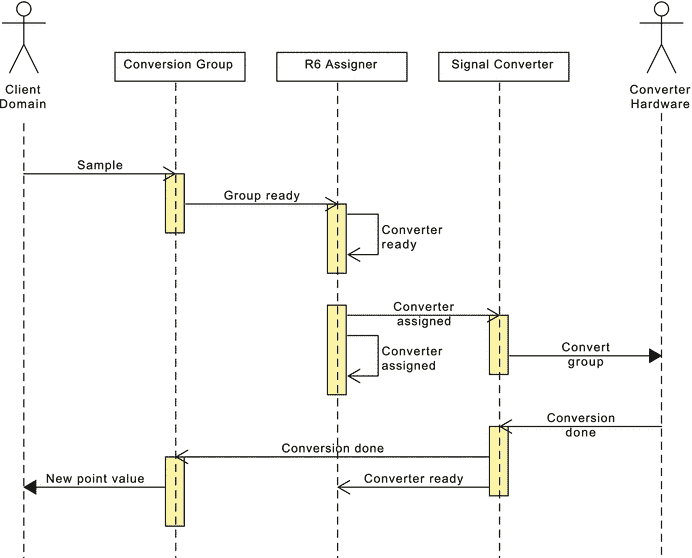 Client
Domain
Conversion Group
R6 Assigner
Signal Converter
Converter
Hardware
Sample
Group ready
Converter
ready
Converter
assigned
Converter
assigned
Convert
group
Conversion
done
Conversion done
New point value
Converter ready